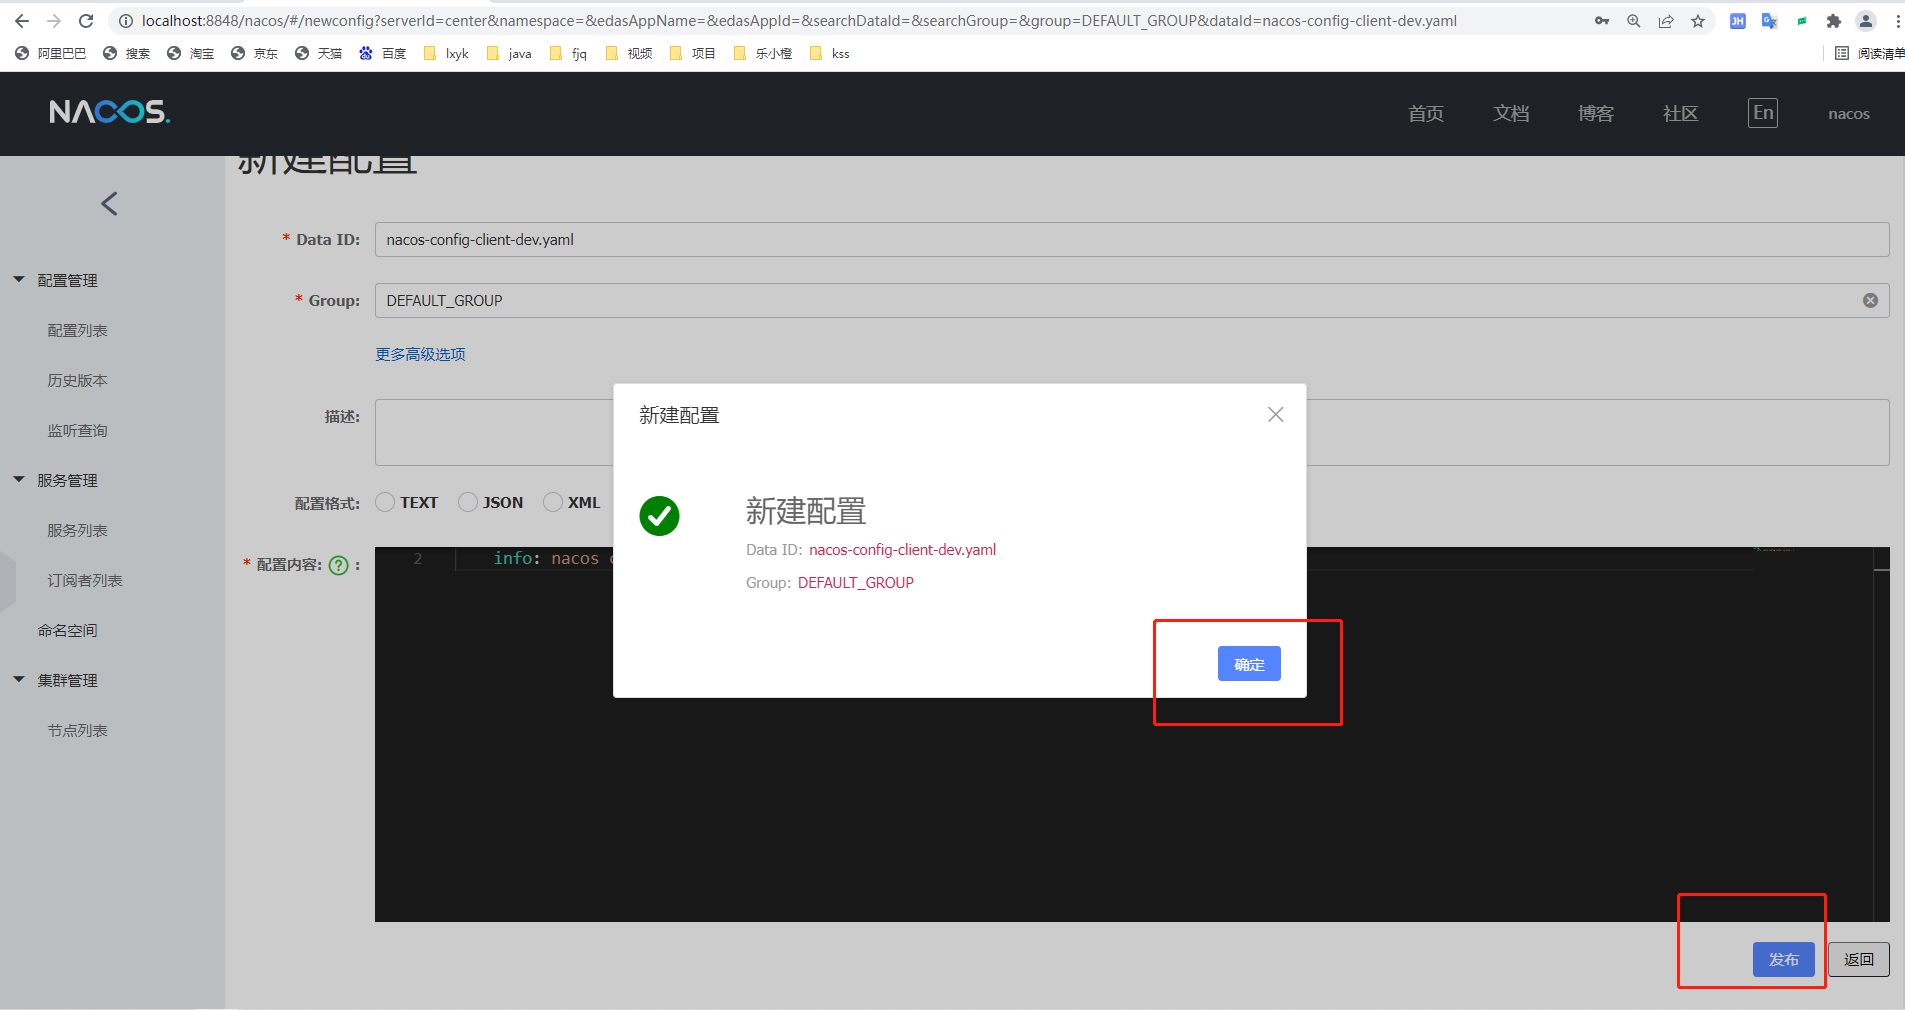 localhost:8848/nacos/#/newconfig?serverId=center&namespace=&edasAppName=&edasAppId=&searchDataId=&searchGroup=&group=DEFAULT_GROUP&dataId=nacos-config-client-dev.yaml
阿里巴巴 搜索 淘宝 京东 天猫 百度 lxyk java fjq 视频 项目 乐小橙 kss 阅读清单
NACOS. 首页 文档 博客 社区 En nacos
新建配置
* Data ID: nacos-config-client-dev.yaml
配置管理
* Group: DEFAULT_GROUP
配置列表
更多高级选项
历史版本
描述:
监听查询
服务管理
配置格式: TEXT JSON XML
服务列表
* 配置内容: ? :
2 info: nacos
订阅者列表
命名空间
集群管理
节点列表
新建配置
新建配置
Data ID: nacos-config-client-dev.yaml
Group: DEFAULT_GROUP
确定
发布 返回